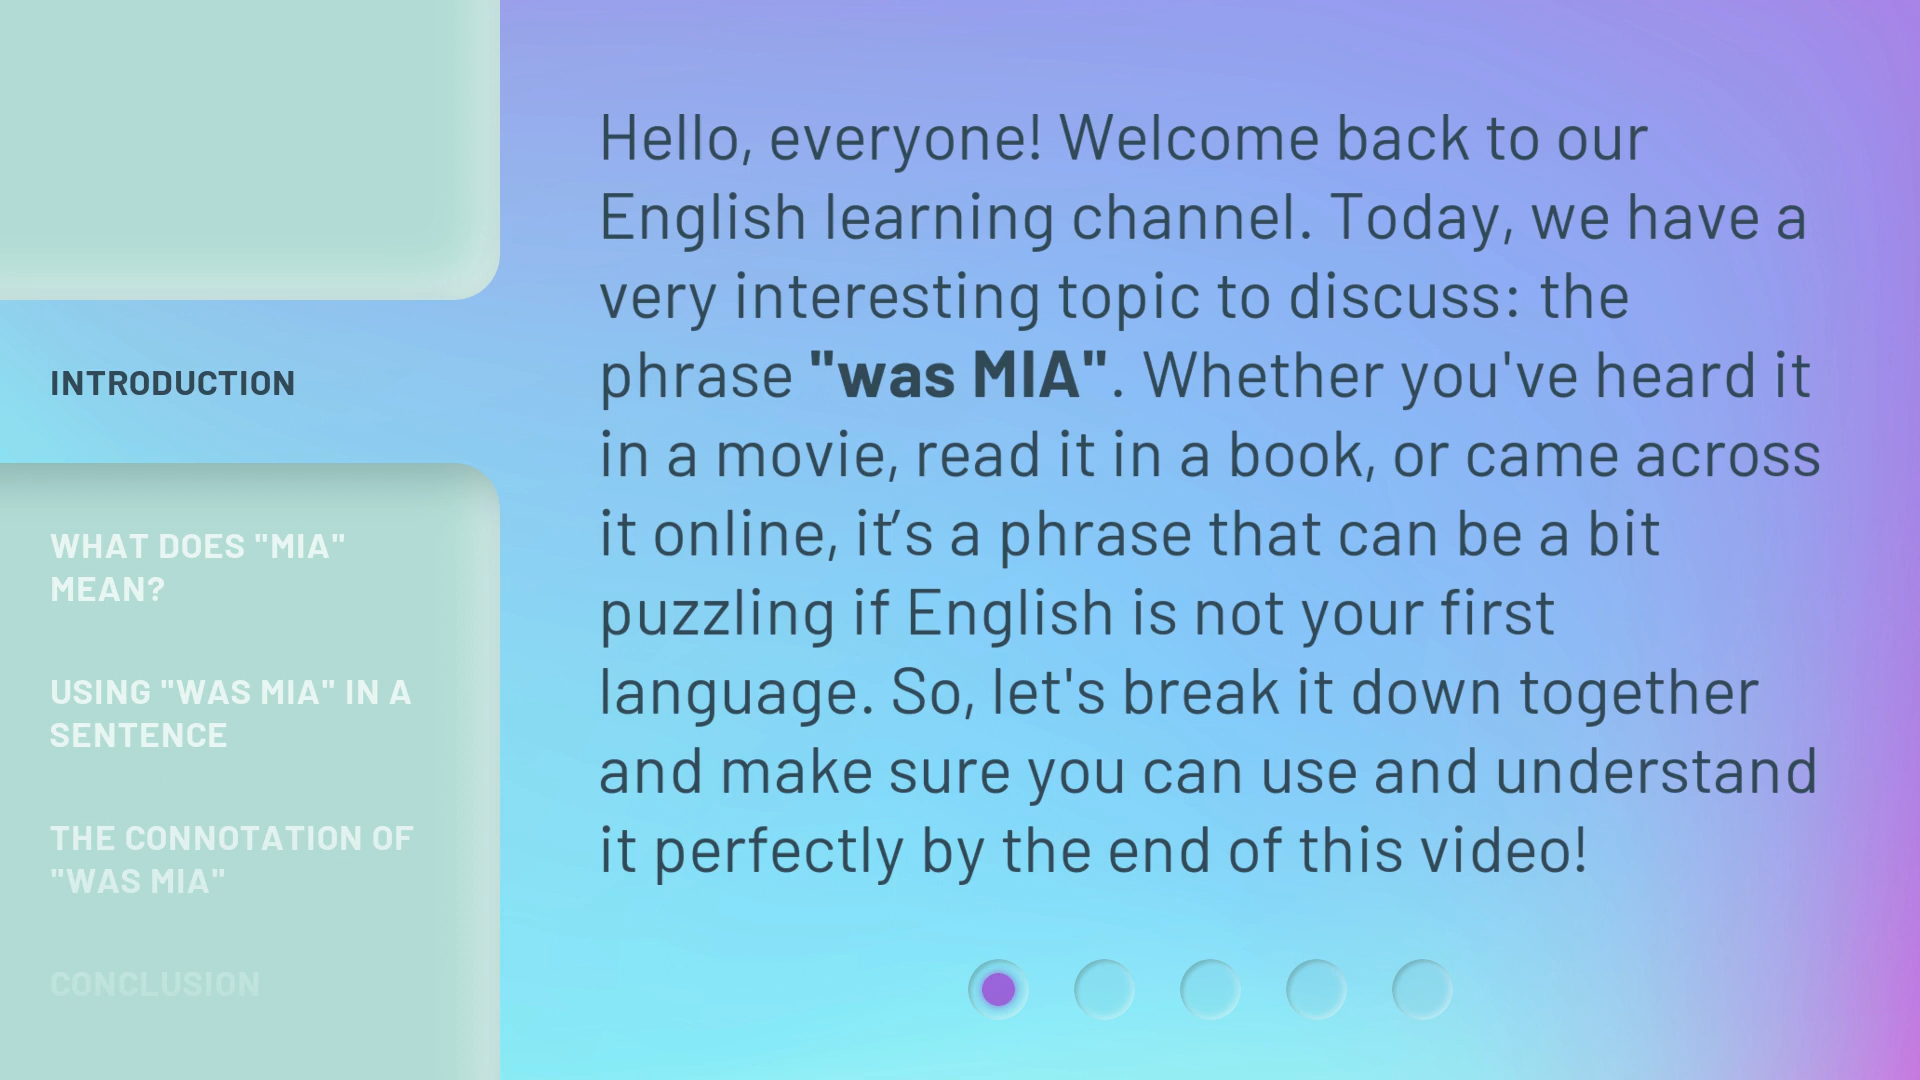 INTRODUCTION
WHAT DOES "MIA"
MEAN?
USING "WAS MIA" IN A
SENTENCE
THE CONNOTATION OF
"WAS MIA"
CONCLUSION
Hello, everyone! Welcome back to our
English learning channel. Today, we have a
very interesting topic to discuss: the
phrase "was MIA". Whether you've heard it
in a movie, read it in a book, or came across
it online, it’s a phrase that can be a bit
puzzling if English is not your first
language. So, let's break it down together
and make sure you can use and understand
it perfectly by the end of this video!